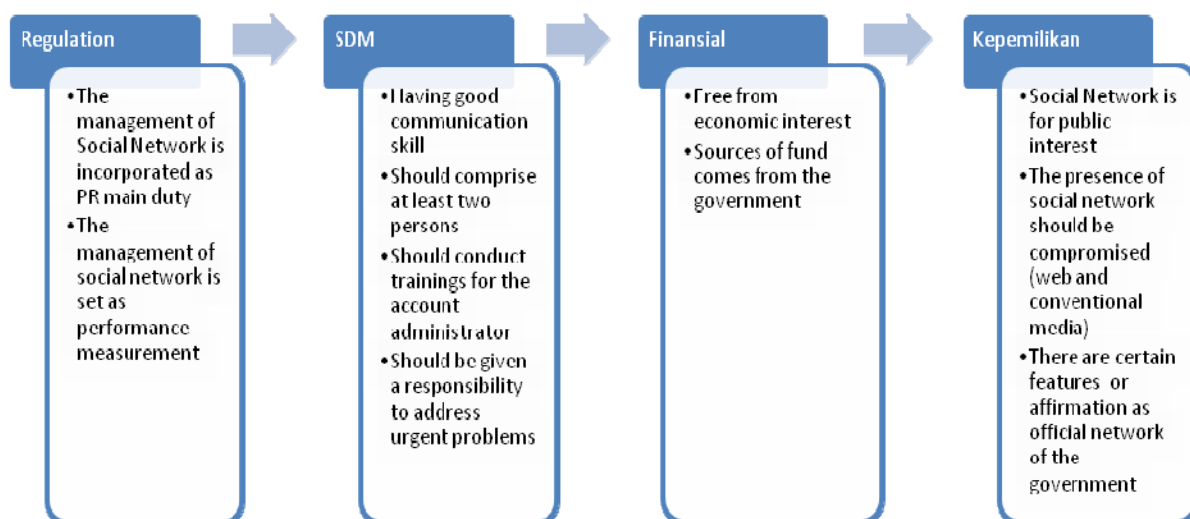 Regulation
• The
management of
Social Network is
incorporated as
PR main duty
• The
management of
social network is
set as
performance
measurement
SDM
• Having good
communication
skill
• Should comprise
at least two
persons
• Should conduct
trainings for the
account
administrator
• Should be given
a responsibility
to address
urgent problems
Finansial
• Free from
economic interest
• Sources of fund
comes from the
government
Kepemilikan
• Social Network is
for public
interest
• The presence of
social network
should be
compromised
(web and
conventional
media)
• There are certain
features or
affirmation as
official network
of the
government